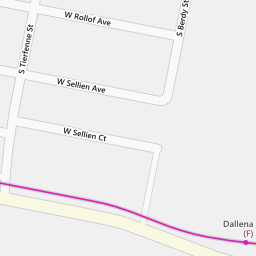 W Rollof Ave
S Berdy St
S Tierfenne St
W Sellien Ave
W Sellien Ct
Dallena
(F)